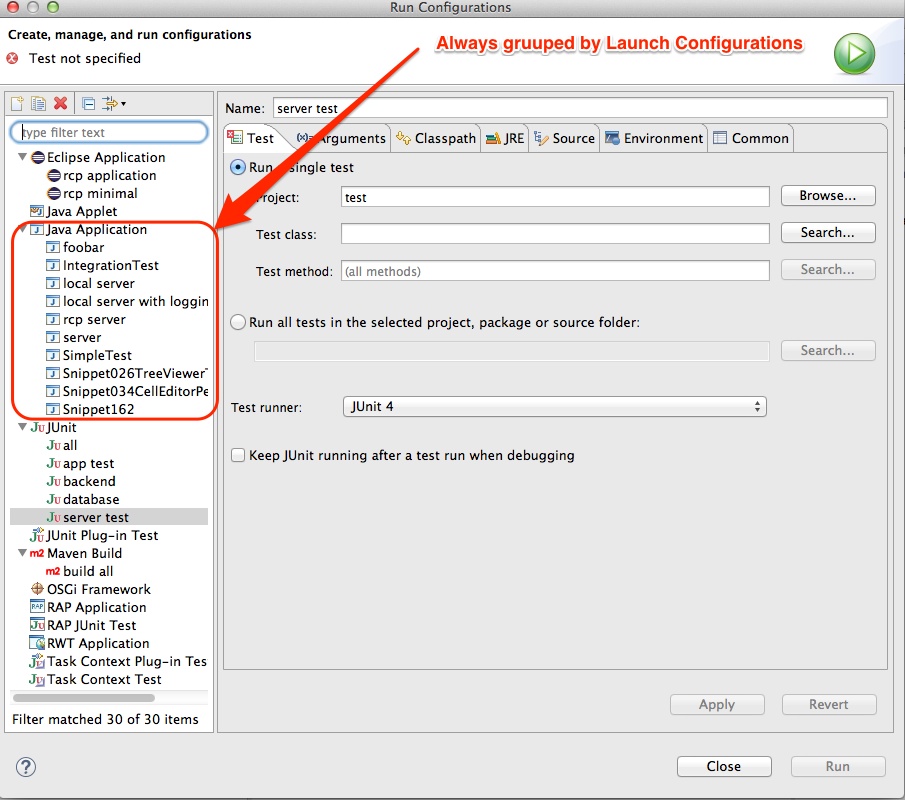 Run Configurations
Create, manage, and run configurations
Test not specified
Always gruuped by Launch Configurations
type filter text
Eclipse Application
rcp application
rcp minimal
Java Applet
Java Application
foobar
IntegrationTest
local server
local server with loggin
rcp server
server
SimpleTest
Snippet026TreeViewerT
Snippet034CellEditorPe
Snippet162
JUnit
all
app test
backend
database
server test
JUnit Plug-in Test
Maven Build
build all
OSGi Framework
RAP Application
RAP JUnit Test
RWT Application
Task Context Plug-in Tes
Task Context Test
Filter matched 30 of 30 items
Name: server test
Test (x)= Arguments Classpath JRE Source Environment Common
Run single test
Project: test Browse...
Test class: Search...
Test method: (all methods) Search...
Run all tests in the selected project, package or source folder:
Search...
Test runner: JUnit 4
Keep JUnit running after a test run when debugging
Apply Revert
? Close Run